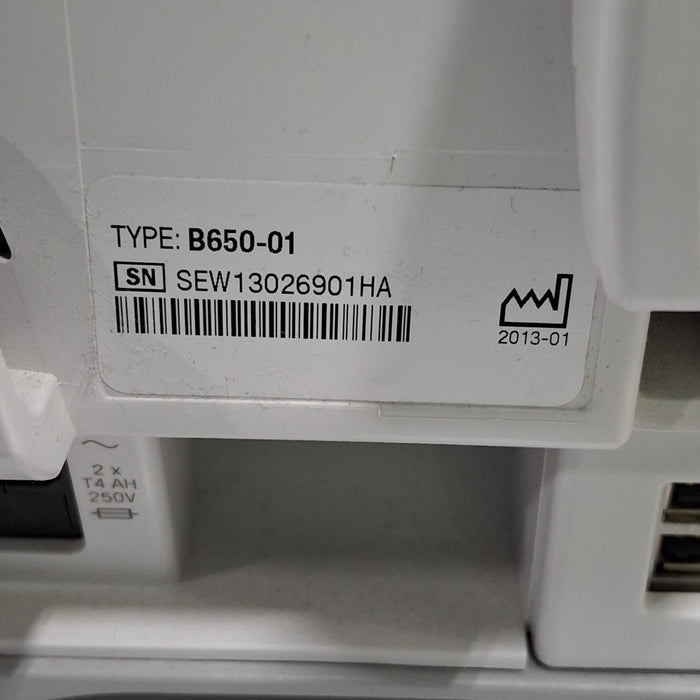 TYPE: B650-01
SN SEW13026901HA
2013-01
2 x
T4 AH
250V